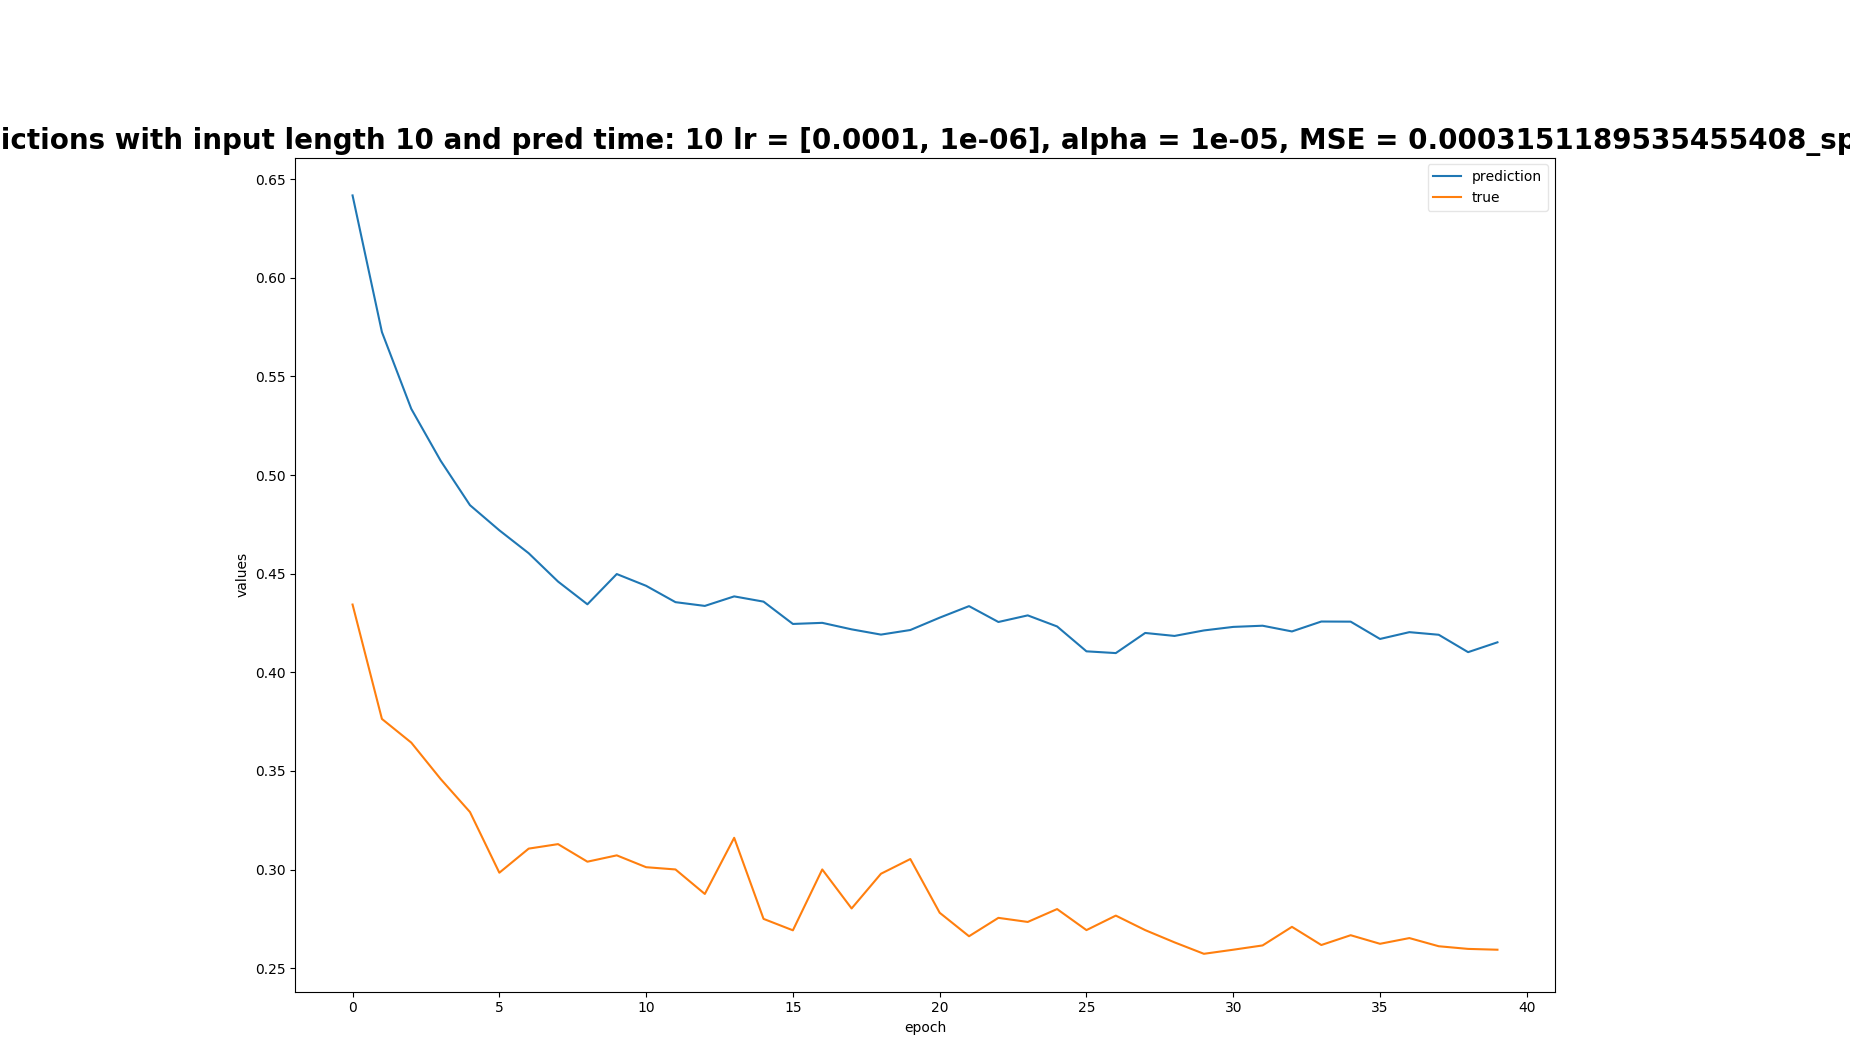 ictions with input length 10 and pred time: 10 lr = [0.0001, 1e-06], alpha = 1e-05, MSE = 0.0003151189535455408_sp
prediction
true
0.65
0.60
0.55
0.50
0.45
0.40
0.35
0.30
0.25
values
0 5 10 15 20 25 30 35 40
epoch